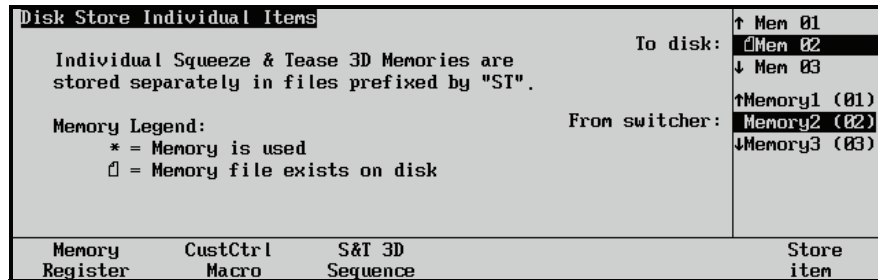 Disk Store Individual Items
Individual Squeeze & Tease 3D Memories are
stored separately in files prefixed by "ST".
Memory Legend:
* = Memory is used
= Memory file exists on disk
To disk:
↑ Mem 01
Mem 02
↓ Mem 03
From switcher:
↑Memory1 (01)
Memory2 (02)
↓Memory3 (03)
Memory Register
CustCtrl Macro
S&T 3D Sequence
Store item